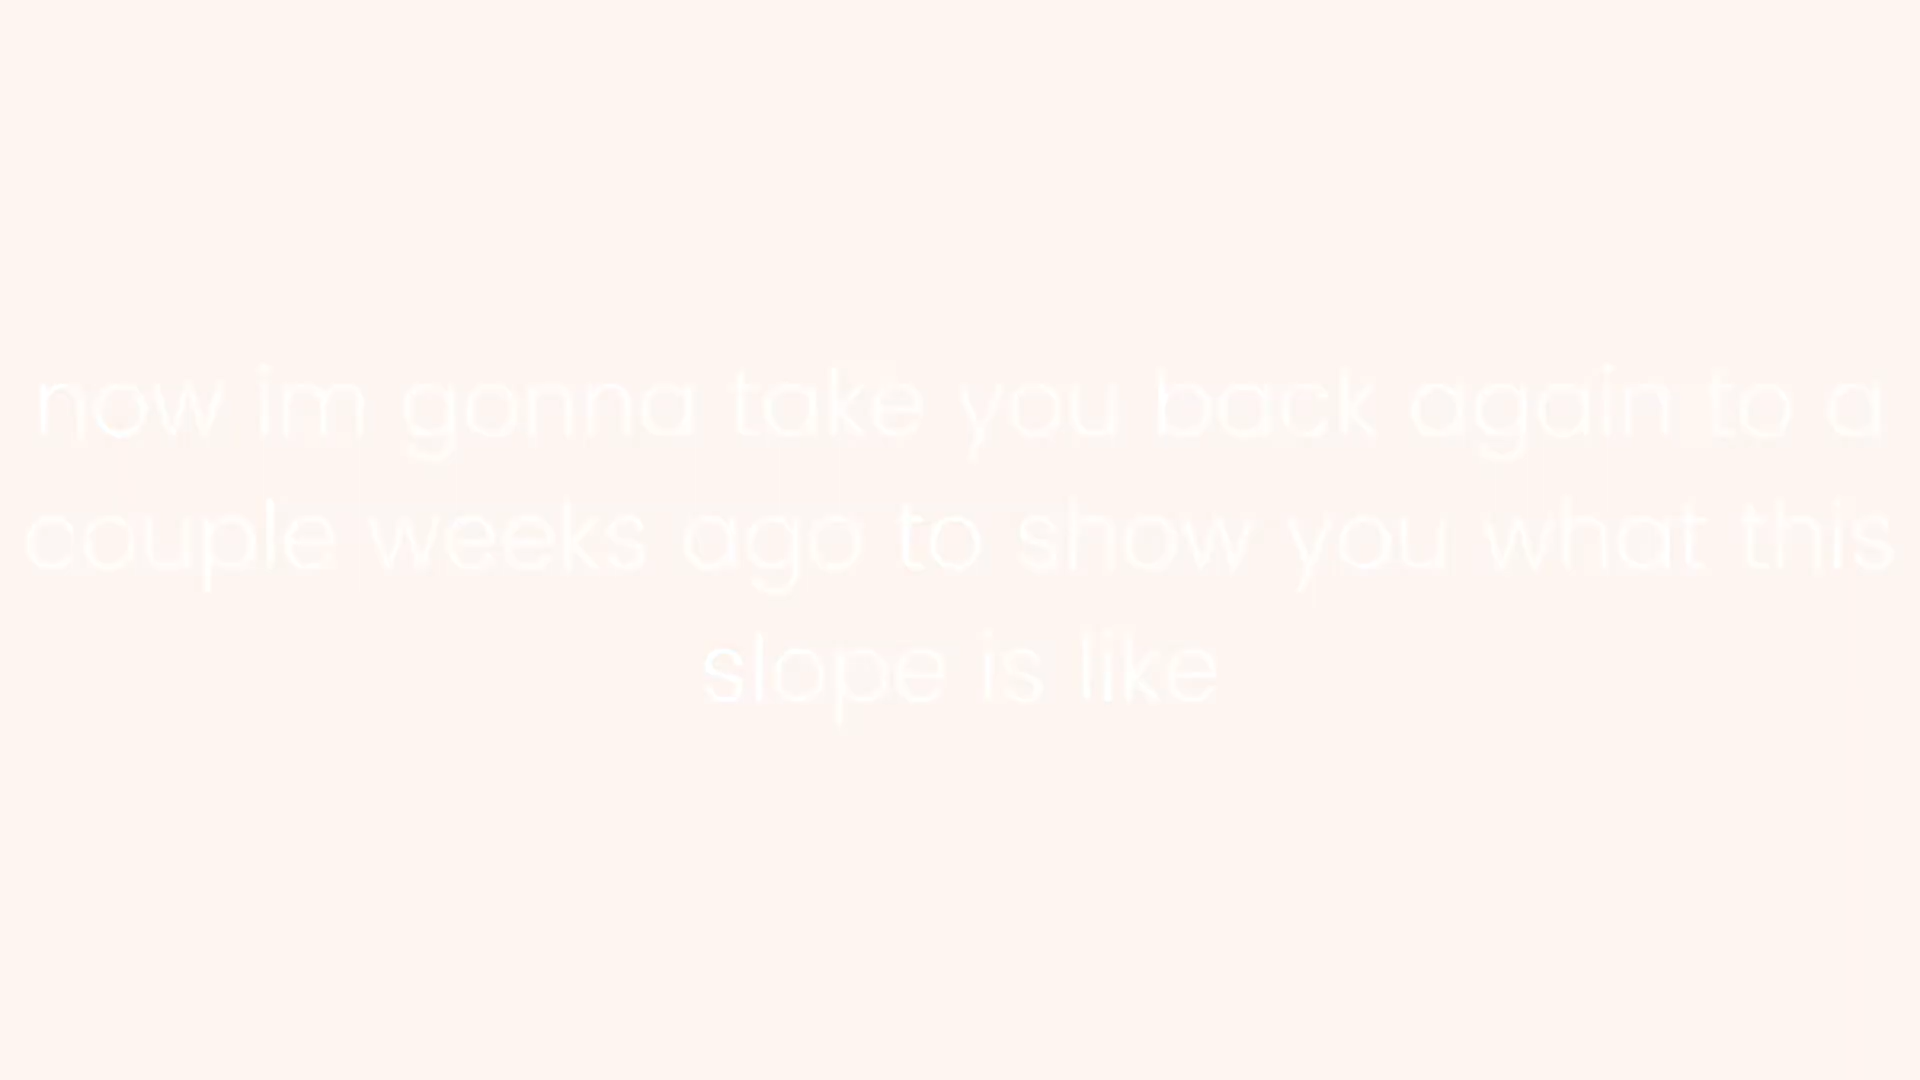 now im gonna take you back again to a
couple weeks ago to show you what this
slope is like